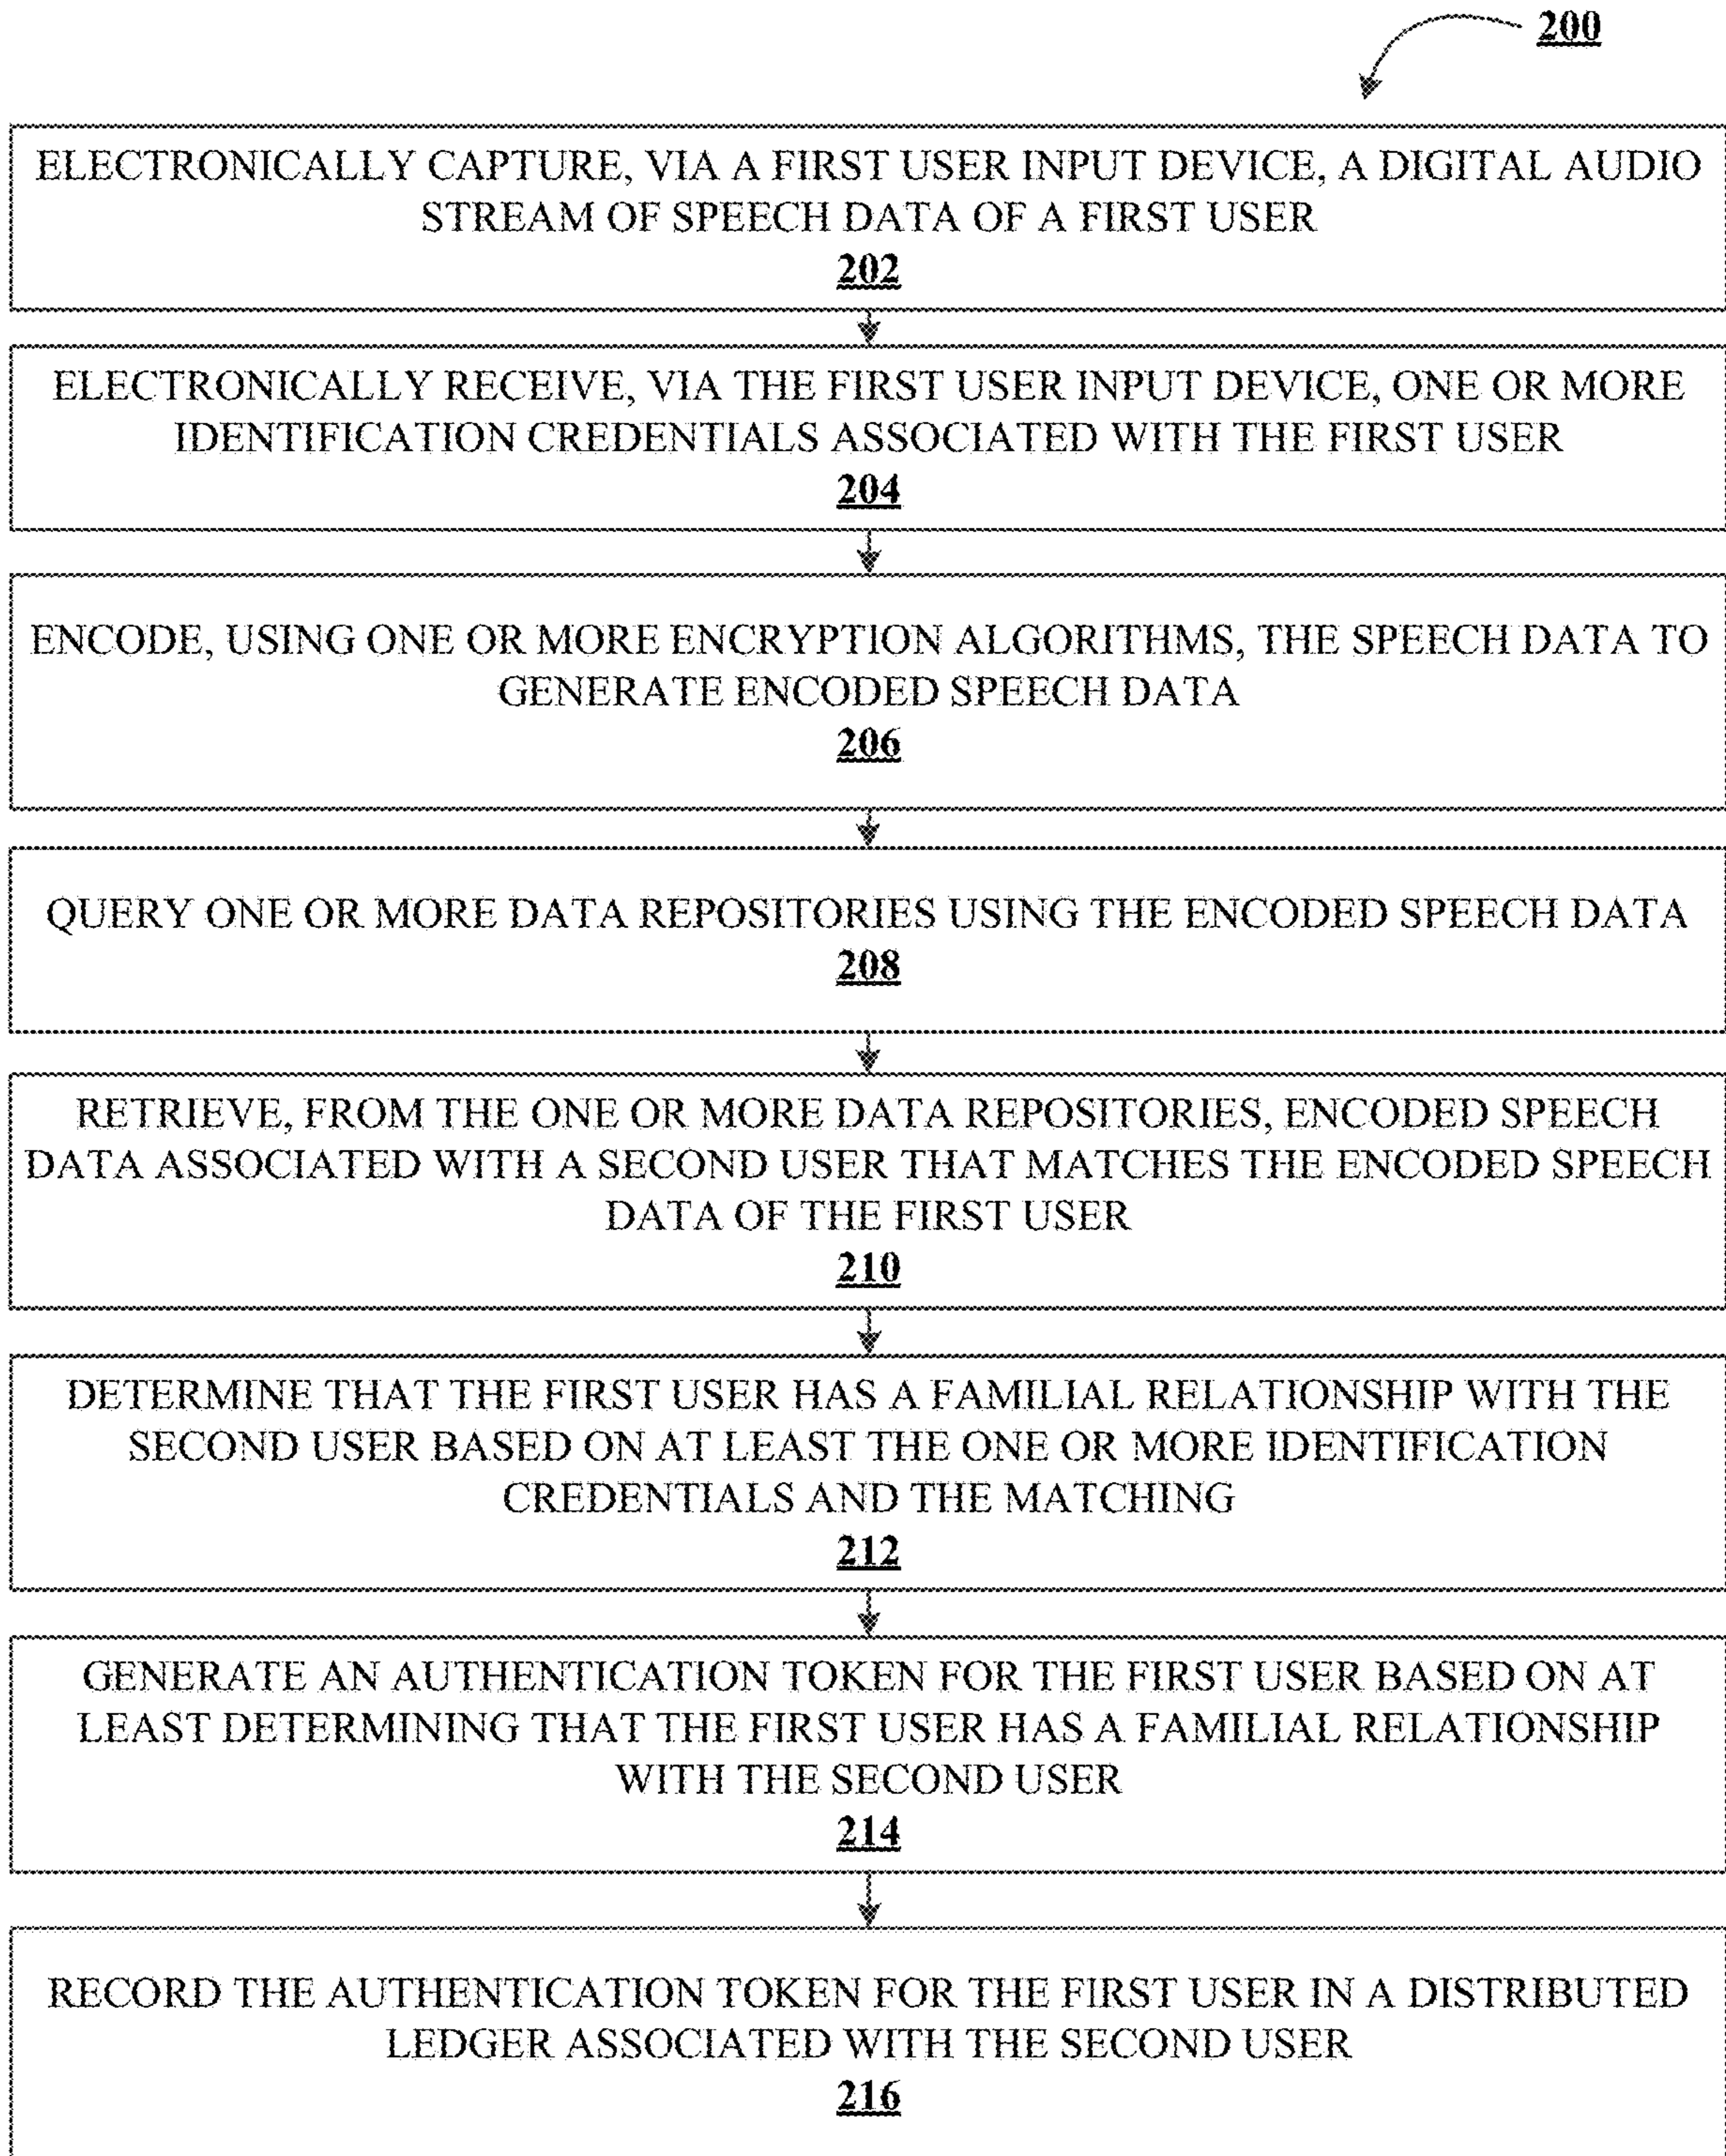 200
ELECTRONICALLY CAPTURE, VIA A FIRST USER INPUT DEVICE, A DIGITAL AUDIO
STREAM OF SPEECH DATA OF A FIRST USER
202
ELECTRONICALLY RECEIVE, VIA THE FIRST USER INPUT DEVICE, ONE OR MORE
IDENTIFICATION CREDENTIALS ASSOCIATED WITH THE FIRST USER
204
ENCODE, USING ONE OR MORE ENCRYPTION ALGORITHMS, THE SPEECH DATA TO
GENERATE ENCODED SPEECH DATA
206
QUERY ONE OR MORE DATA REPOSITORIES USING THE ENCODED SPEECH DATA
208
RETRIEVE, FROM THE ONE OR MORE DATA REPOSITORIES, ENCODED SPEECH
DATA ASSOCIATED WITH A SECOND USER THAT MATCHES THE ENCODED SPEECH
DATA OF THE FIRST USER
210
DETERMINE THAT THE FIRST USER HAS A FAMILIAL RELATIONSHIP WITH THE
SECOND USER BASED ON AT LEAST THE ONE OR MORE IDENTIFICATION
CREDENTIALS AND THE MATCHING
212
GENERATE AN AUTHENTICATION TOKEN FOR THE FIRST USER BASED ON AT
LEAST DETERMINING THAT THE FIRST USER HAS A FAMILIAL RELATIONSHIP
WITH THE SECOND USER
214
RECORD THE AUTHENTICATION TOKEN FOR THE FIRST USER IN A DISTRIBUTED
LEDGER ASSOCIATED WITH THE SECOND USER
216